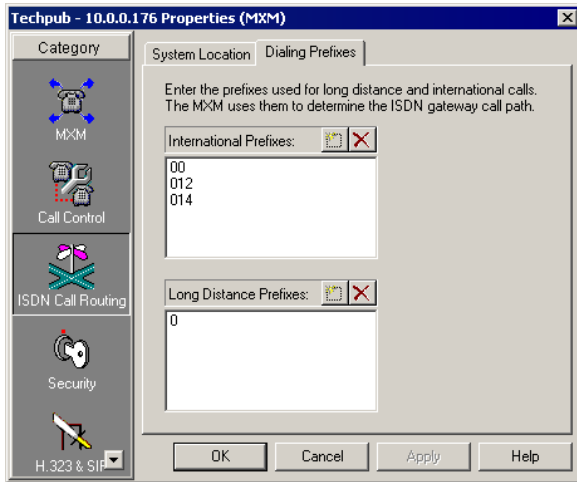 Techpub - 10.0.0.176 Properties (MXM)
Category
System Location
Dialing Prefixes
Enter the prefixes used for long distance and international calls.
The MXM uses them to determine the ISDN gateway call path.
MXM
International Prefixes:
00
012
014
Call Control
ISDN Call Routing
Long Distance Prefixes:
0
Security
H.323 & SIP
OK
Cancel
Apply
Help